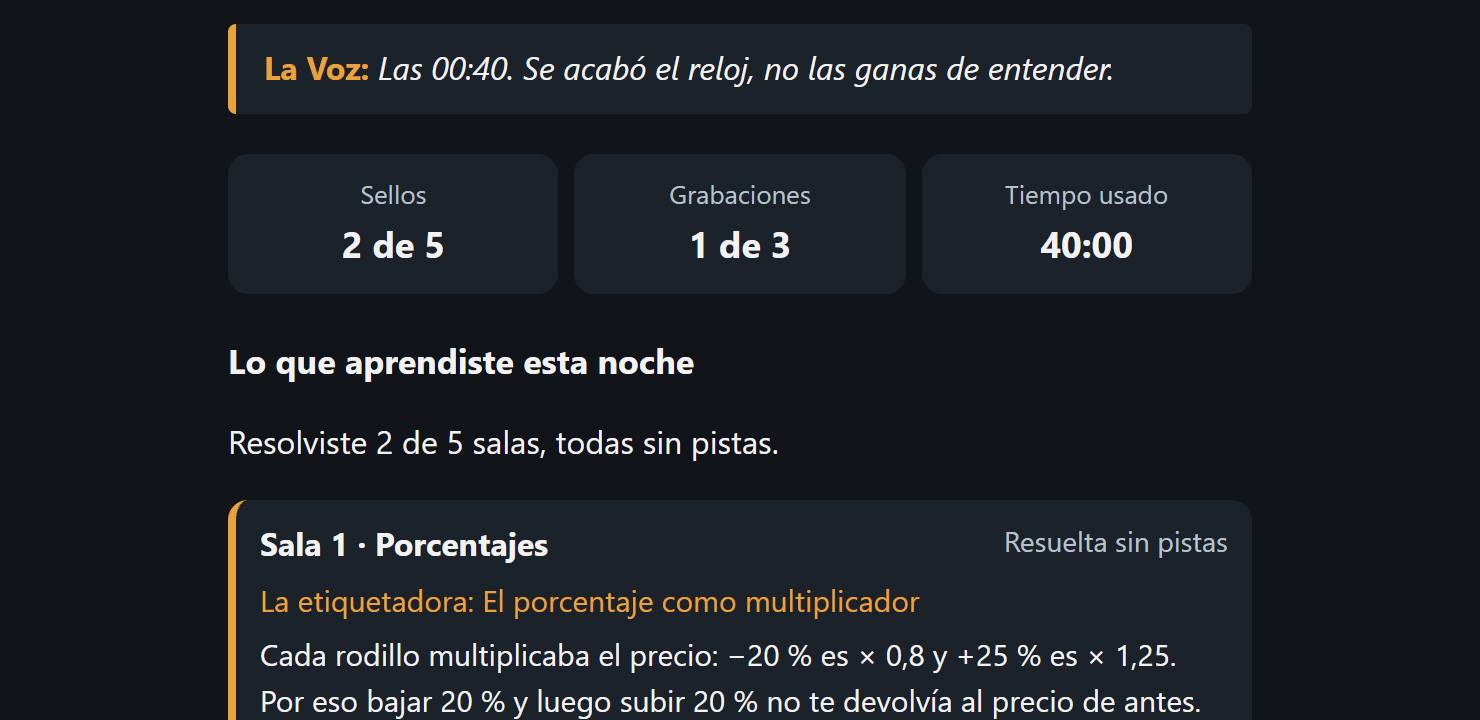 La Voz: Las 00:40. Se acabó el reloj, no las ganas de entender.
Sellos
2 de 5
Grabaciones
1 de 3
Tiempo usado
40:00
Lo que aprendiste esta noche
Resolviste 2 de 5 salas, todas sin pistas.
Sala 1 · Porcentajes
Resuelta sin pistas
La etiquetadora: El porcentaje como multiplicador
Cada rodillo multiplicaba el precio: −20 % es × 0,8 y +25 % es × 1,25.
Por eso bajar 20 % y luego subir 20 % no te devolvía al precio de antes.